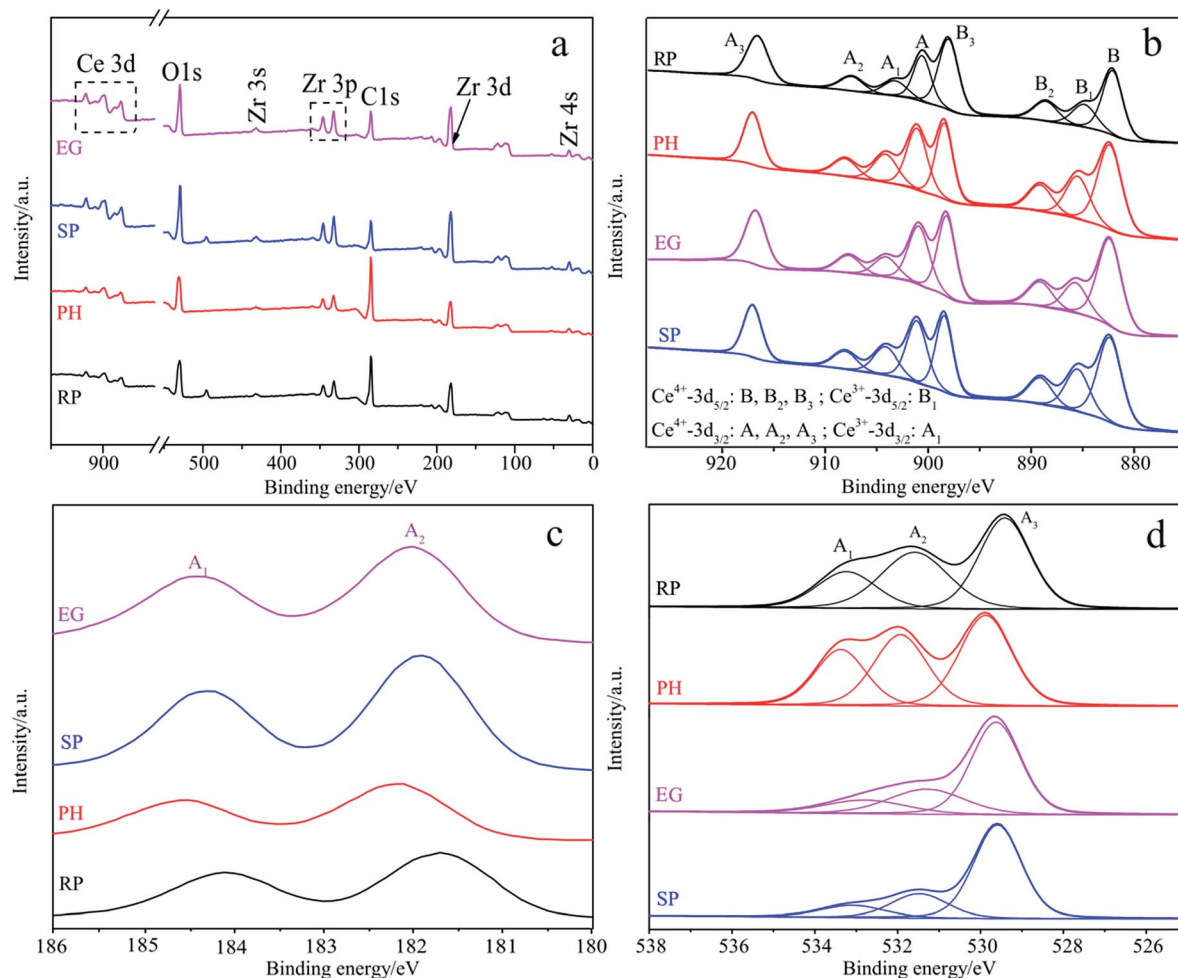 a
Ce 3d
O1s
Zr 3s
Zr 3p
C1s
Zr 3d
Zr 4s
EG
SP
PH
RP
Intensity/a.u.
900 500 400 300 200 100 0
Binding energy/eV
b
A₃ A₂ A₁ A B₃ B₂ B₁ B
RP
PH
EG
SP
Ce⁴⁺-3d₅/₂: B, B₂, B₃ ; Ce³⁺-3d₅/₂: B₁
Ce⁴⁺-3d₃/₂: A, A₂, A₃ ; Ce³⁺-3d₃/₂: A₁
Intensity/a.u.
920 910 900 890 880
Binding energy/eV
c
A₁ A₂
EG
SP
PH
RP
Intensity/a.u.
186 185 184 183 182 181 180
Binding energy/eV
d
A₁ A₂ A₃
RP
PH
EG
SP
Intensity/a.u.
538 536 534 532 530 528 526
Binding energy/eV